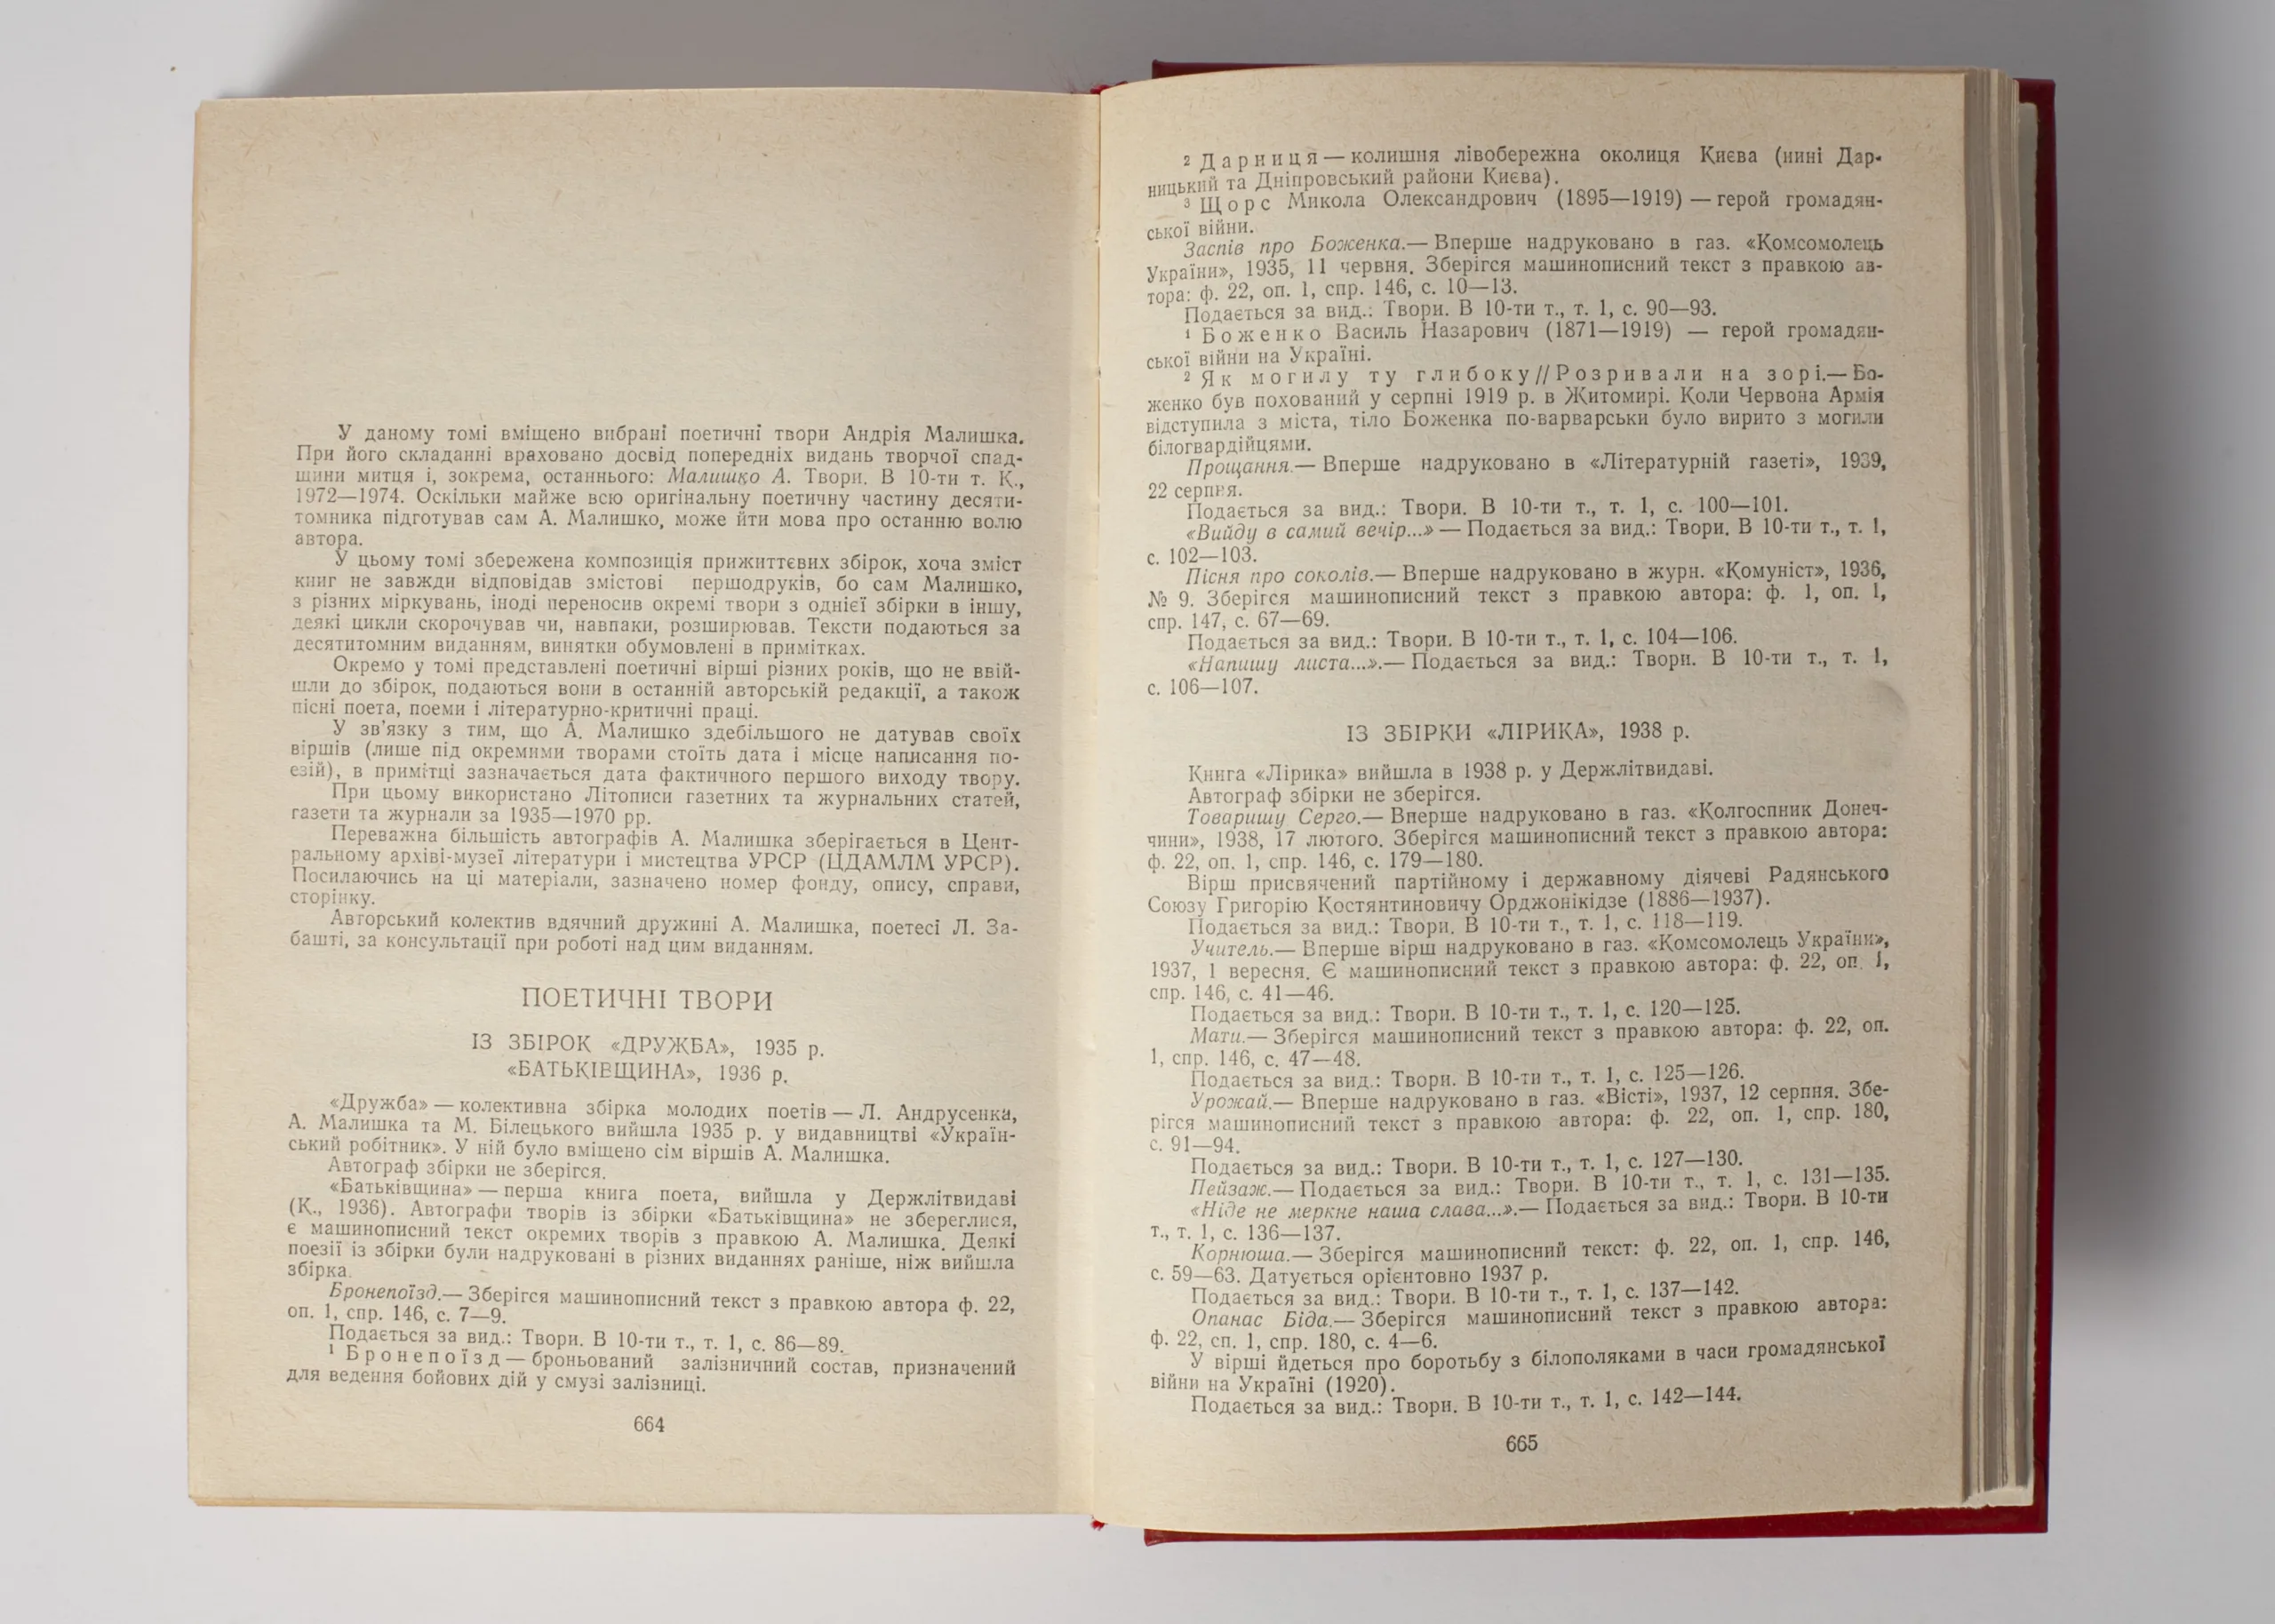 У даному томі вміщено вибрані поетичні твори Андрія Малишка.
При його складанні враховано досвід попередніх видань творчої спад-
щини митця і, зокрема, останнього: Малишко А. Твори. В 10-ти т. К.,
1972—1974. Оскільки майже всю оригінальну поетичну частину десяти-
томника підготував сам А. Малишко, може йти мова про останню волю
автора.
У цьому томі збережена композиція прижиттєвих збірок, хоча зміст
книг не завжди відповідав змістові першодруків, бо сам Малишко,
з різних міркувань, іноді переносив окремі твори з однієї збірки в іншу,
деякі цикли скорочував чи, навпаки, розширював. Тексти подаються за
десятитомним виданням, винятки обумовлені в примітках.
Окремо у томі представлені поетичні вірші різних років, що не ввій-
шли до збірок, подаються вони в останній авторській редакції, а також
пісні поета, поеми і літературно-критичні праці.
У зв'язку з тим, що А. Малишко здебільшого не датував своїх
віршів (лише під окремими творами стоїть дата і місце написання по-
езій), в примітці зазначається дата фактичного першого виходу твору.
При цьому використано Літописи газетних та журнальних статей,
газети та журнали за 1935—1970 рр.
Переважна більшість автографів А. Малишка зберігається в Цент-
ральному архіві-музеї літератури і мистецтва УРСР (ЦДАМЛМ УРСР).
Посилаючись на ці матеріали, зазначено номер фонду, опису, справи,
сторінку.
Авторський колектив вдячний дружині А. Малишка, поетесі Л. За-
башті, за консультації при роботі над цим виданням.
ПОЕТИЧНІ ТВОРИ
ІЗ ЗБІРОК «ДРУЖБА», 1935 р.
«БАТЬКІВЩИНА», 1936 р.
«Дружба» — колективна збірка молодих поетів — Л. Андрусенка,
А. Малишка та М. Білецького вийшла 1935 р. у видавництві «Україн-
ський робітник». У ній було вміщено сім віршів А. Малишка.
Автограф збірки не зберігся.
«Батьківщина» — перша книга поета, вийшла у Держлітвидаві
(К., 1936). Автографи творів із збірки «Батьківщина» не збереглися,
є машинописний текст окремих творів з правкою А. Малишка. Деякі
поезії із збірки були надруковані в різних виданнях раніше, ніж вийшла
збірка.
Бронепоїзд.— Зберігся машинописний текст з правкою автора ф. 22,
оп. 1, спр. 146, с. 7—9.
Подається за вид.: Твори. В 10-ти т., т. 1, с. 86—89.
¹ Бронепоїзд — броньований залізничний состав, призначений
для ведення бойових дій у смузі залізниці.
664
² Дарниця — колишня лівобережна околиця Києва (нині Дар-
ницький та Дніпровський райони Києва).
³ Щорс Микола Олександрович (1895—1919) — герой громадян-
ської війни.
Заспів про Боженка.— Вперше надруковано в газ. «Комсомолець
України», 1935, 11 червня. Зберігся машинописний текст з правкою ав-
тора: ф. 22, оп. 1, спр. 146, с. 10—13.
Подається за вид.: Твори. В 10-ти т., т. 1, с. 90—93.
¹ Боженко Василь Назарович (1871—1919) — герой громадян-
ської війни на Україні.
² Як могилу ту глибоку//Розривали на зорі.— Бо-
женко був похований у серпні 1919 р. в Житомирі. Коли Червона Армія
відступила з міста, тіло Боженка по-варварськи було вирито з могили
білогвардійцями.
Прощання.— Вперше надруковано в «Літературній газеті», 1939,
22 серпня.
Подається за вид.: Твори. В 10-ти т., т. 1, с. 100—101.
«Вийду в самий вечір...» — Подається за вид.: Твори. В 10-ти т., т. 1,
с. 102—103.
Пісня про соколів.— Вперше надруковано в журн. «Комуніст», 1936,
№ 9. Зберігся машинописний текст з правкою автора: ф. 1, оп. 1,
спр. 147, с. 67—69.
Подається за вид.: Твори. В 10-ти т., т. 1, с. 104—106.
«Напишу листа...».— Подається за вид.: Твори. В 10-ти т., т. 1,
с. 106—107.
ІЗ ЗБІРКИ «ЛІРИКА», 1938 р.
Книга «Лірика» вийшла в 1938 р. у Держлітвидаві.
Автограф збірки не зберігся.
Товаришу Серго.— Вперше надруковано в газ. «Колгоспник Донеч-
чини», 1938, 17 лютого. Зберігся машинописний текст з правкою автора:
ф. 22, оп. 1, спр. 146, с. 179—180.
Вірш присвячений партійному і державному діячеві Радянського
Союзу Григорію Костянтиновичу Орджонікідзе (1886—1937).
Подається за вид.: Твори. В 10-ти т., т. 1, с. 118—119.
Учитель.— Вперше вірш надруковано в газ. «Комсомолець України»,
1937, 1 вересня. Є машинописний текст з правкою автора: ф. 22, оп. 1,
спр. 146, с. 41—46.
Подається за вид.: Твори. В 10-ти т., т. 1, с. 120—125.
Мати.— Зберігся машинописний текст з правкою автора: ф. 22, оп.
1, спр. 146, с. 47—48.
Подається за вид.: Твори. В 10-ти т., т. 1, с. 125—126.
Урожай.— Вперше надруковано в газ. «Вісті», 1937, 12 серпня. Збе-
рігся машинописний текст з правкою автора: ф. 22, оп. 1, спр. 180,
с. 91—94.
Подається за вид.: Твори. В 10-ти т., т. 1, с. 127—130.
Пейзаж.— Подається за вид.: Твори. В 10-ти т., т. 1, с. 131—135.
«Ніде не меркне наша слава...».— Подається за вид.: Твори. В 10-ти
т., т. 1, с. 136—137.
Корнюша.— Зберігся машинописний текст: ф. 22, оп. 1, спр. 146,
с. 59—63. Датується орієнтовно 1937 р.
Подається за вид.: Твори. В 10-ти т., т. 1, с. 137—142.
Опанас Біда.— Зберігся машинописний текст з правкою автора:
ф. 22, сп. 1, спр. 180, с. 4—6.
У вірші йдеться про боротьбу з білополяками в часи громадянської
війни на Україні (1920).
Подається за вид.: Твори. В 10-ти т., т. 1, с. 142—144.
665